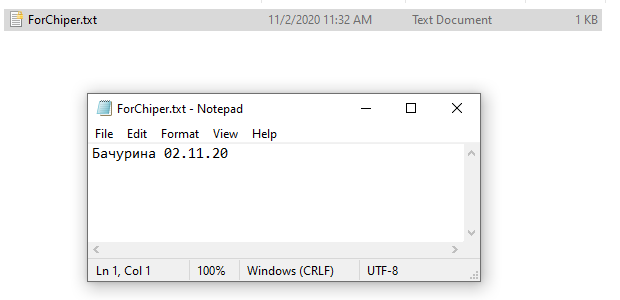 ForChiper.txt 11/2/2020 11:32 AM Text Document 1 KB
ForChiper.txt - Notepad
File Edit Format View Help
Бачурина 02.11.20
Ln 1, Col 1 100% Windows (CRLF) UTF-8